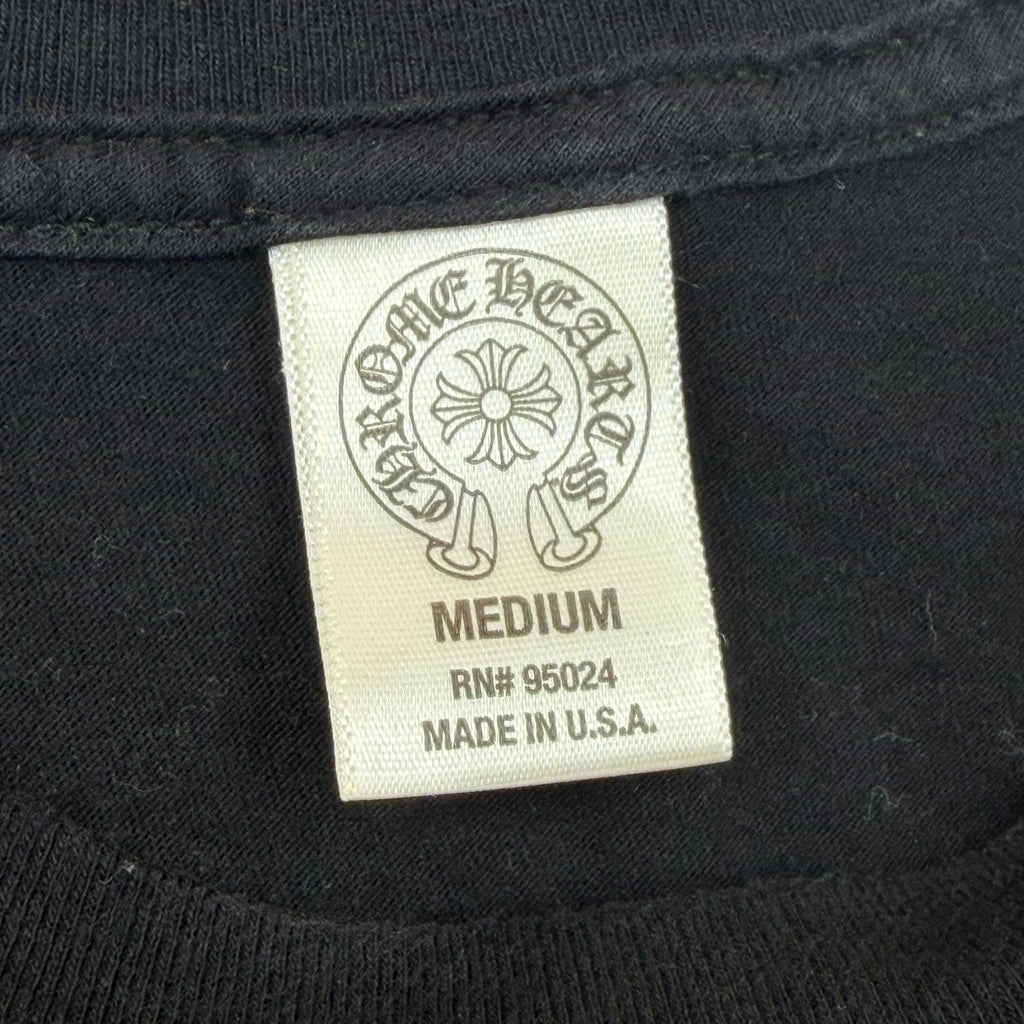 CHROME HEARTS
MEDIUM
RN# 95024
MADE IN U.S.A.